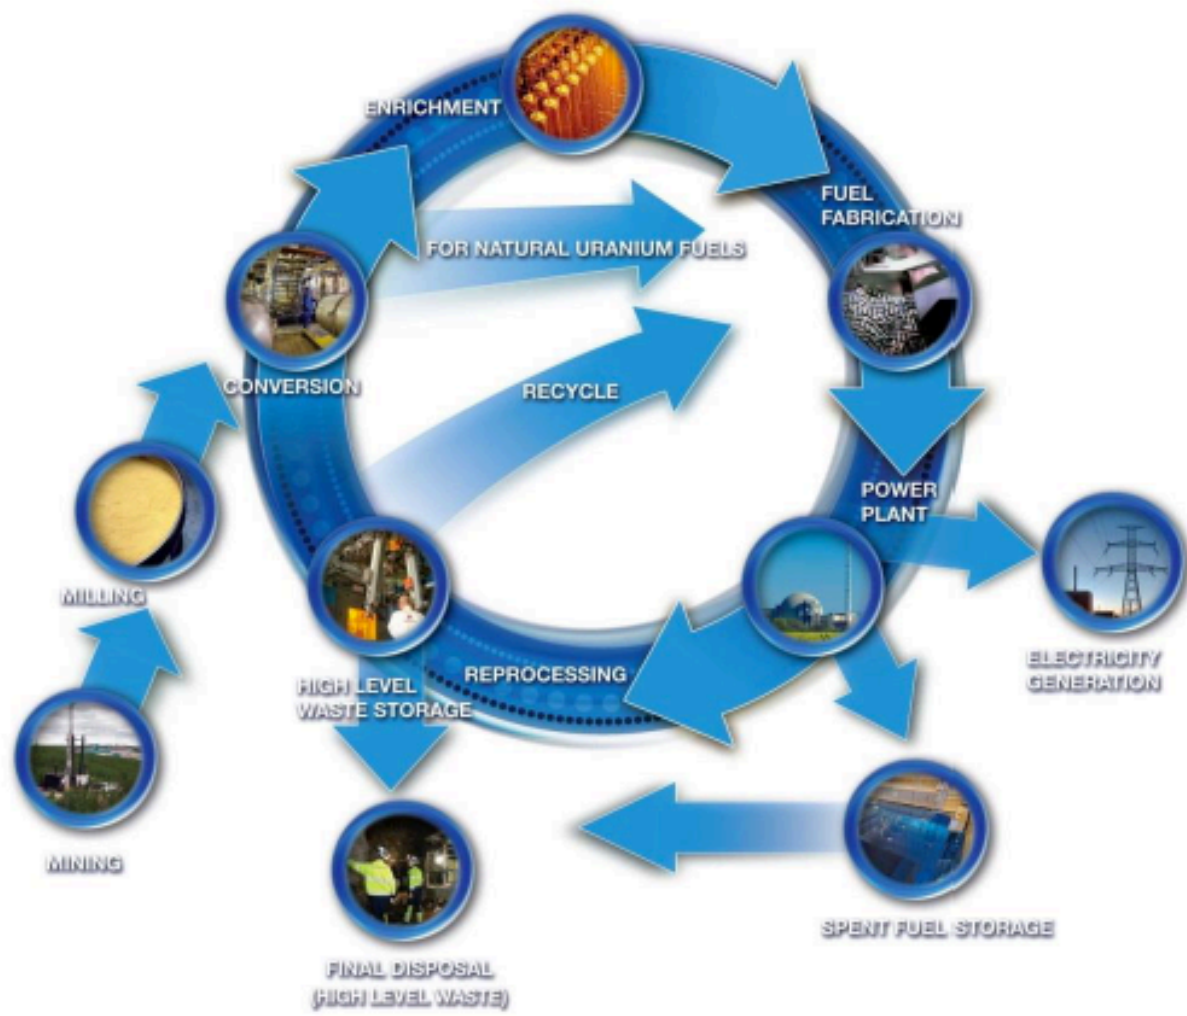 ENRICHMENT
FUEL
FABRICATION
FOR NATURAL URANIUM FUELS
CONVERSION
RECYCLE
POWER
PLANT
MILLING
ELECTRICITY
GENERATION
REPROCESSING
HIGH LEVEL
WASTE STORAGE
MINING
SPENT FUEL STORAGE
FINAL DISPOSAL
(HIGH LEVEL WASTE)